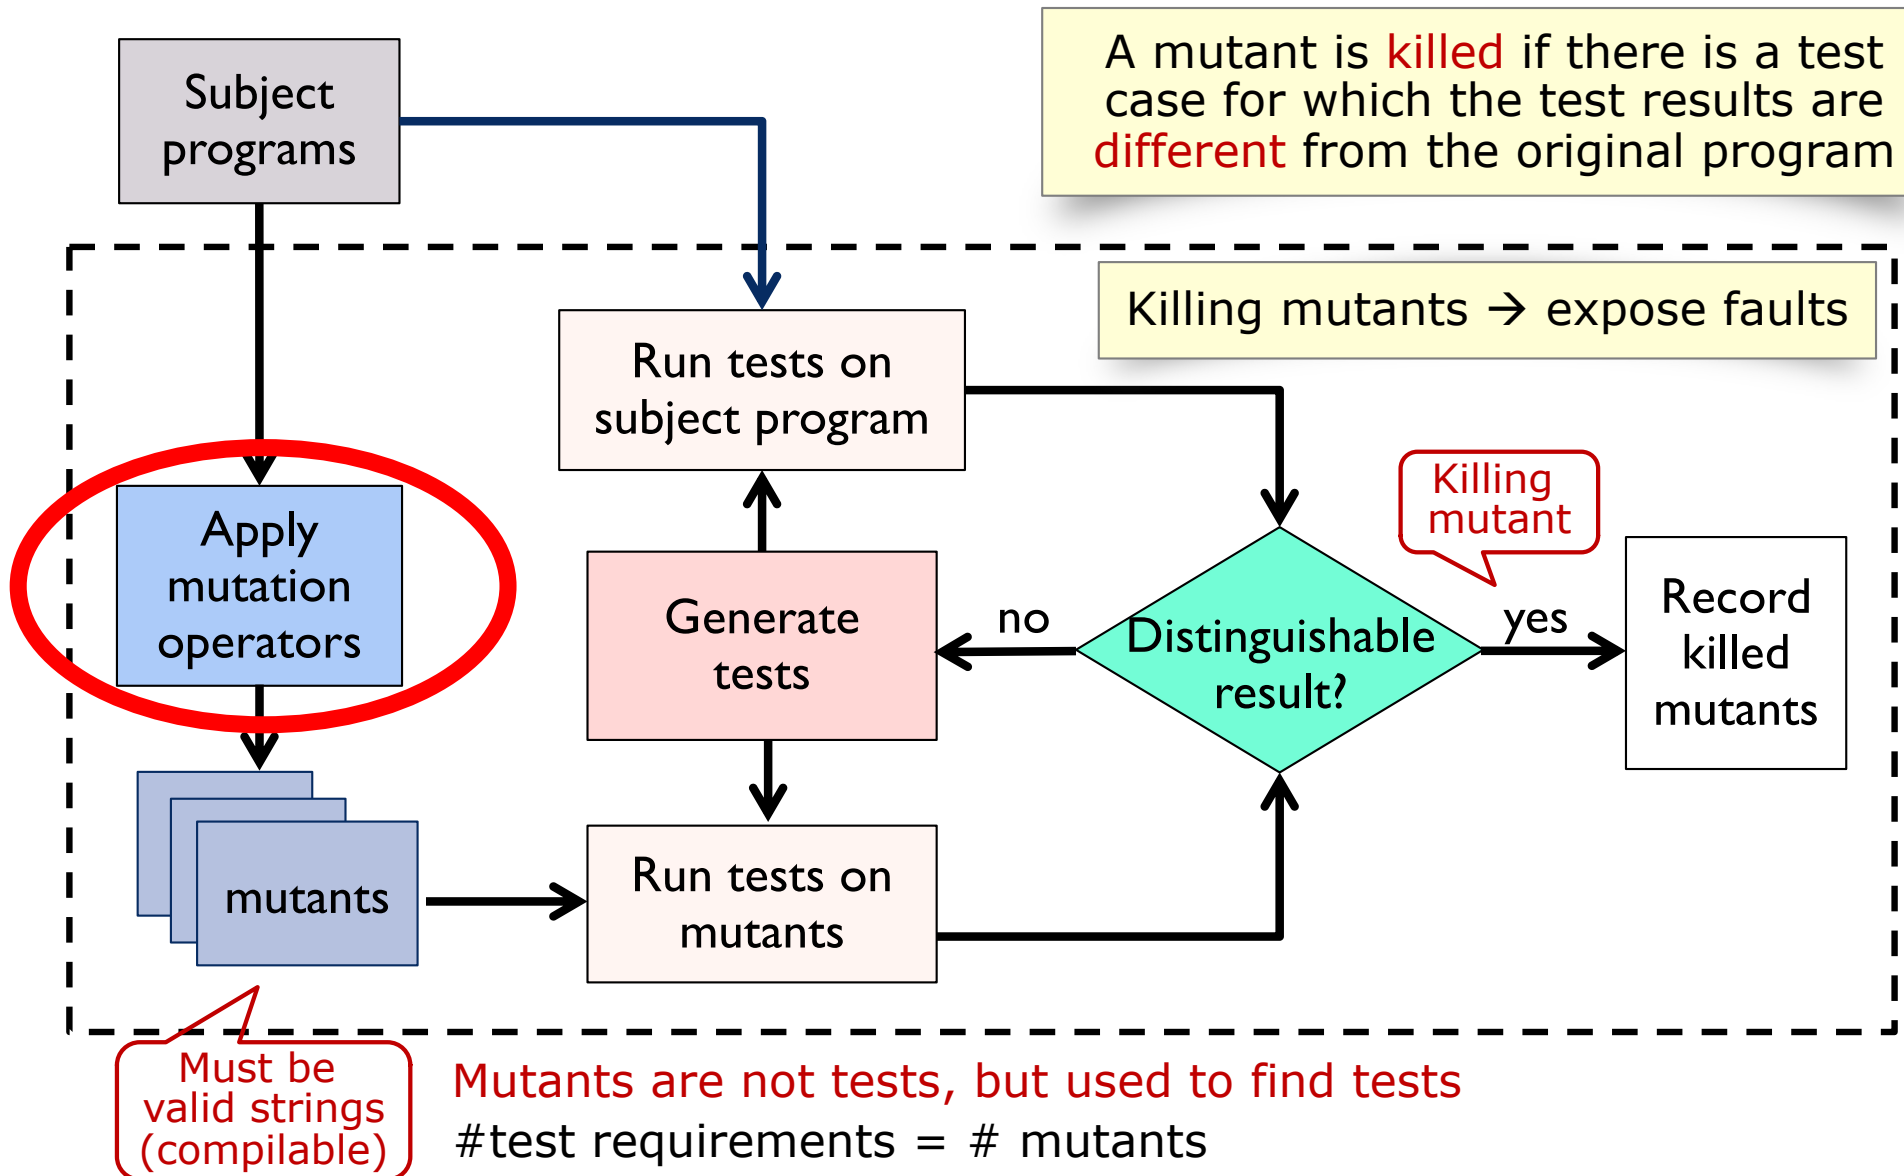 Subject
programs
A mutant is killed if there is a test
case for which the test results are
different from the original program
Killing mutants → expose faults
Run tests on
subject program
Killing
mutant
Apply
mutation
operators
Generate
tests
no
Distinguishable
result?
yes
Record
killed
mutants
mutants
Run tests on
mutants
Must be
valid strings
(compilable)
Mutants are not tests, but used to find tests
#test requirements = # mutants